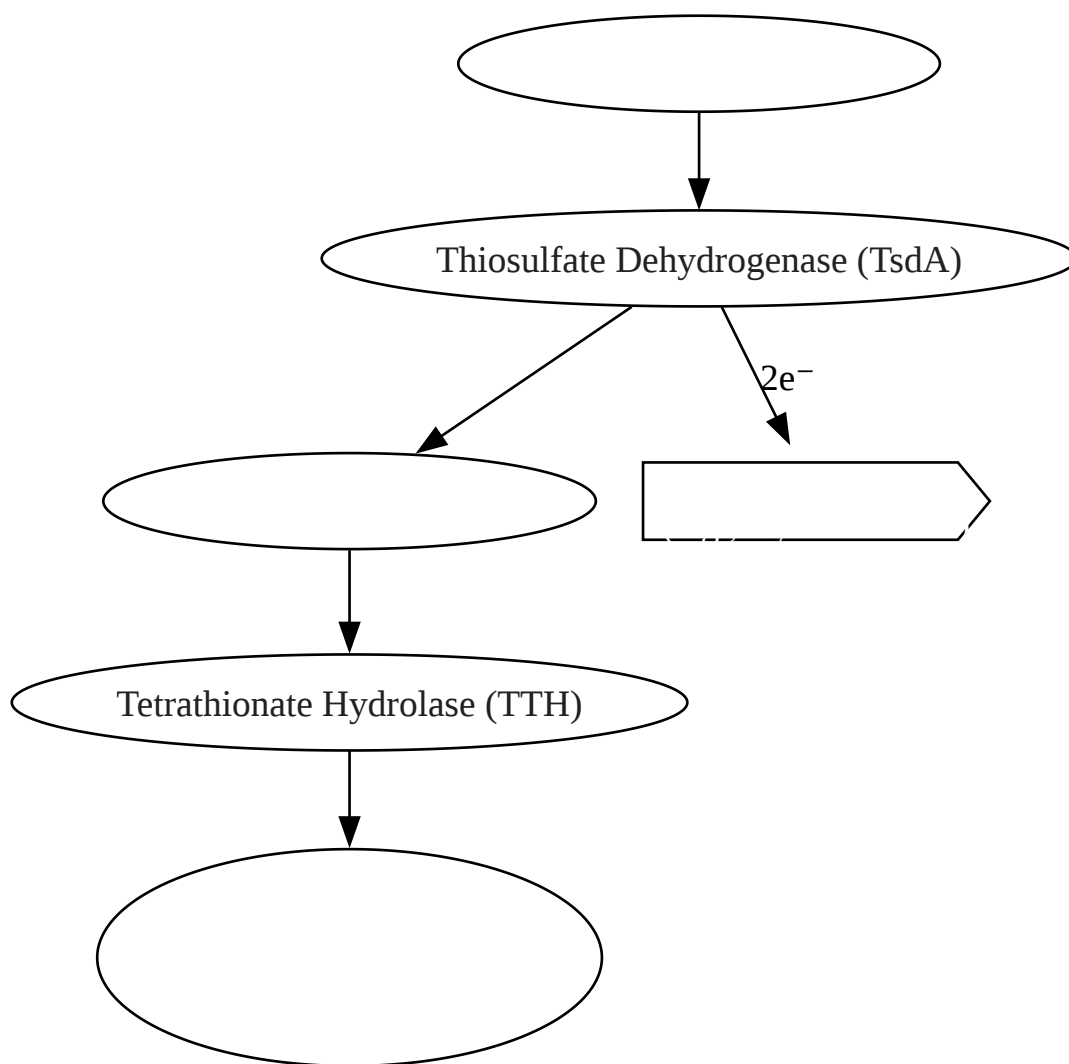 Thiosulfate Dehydrogenase (TsdA)
2e⁻
Tetrathionate Hydrolase (TTH)